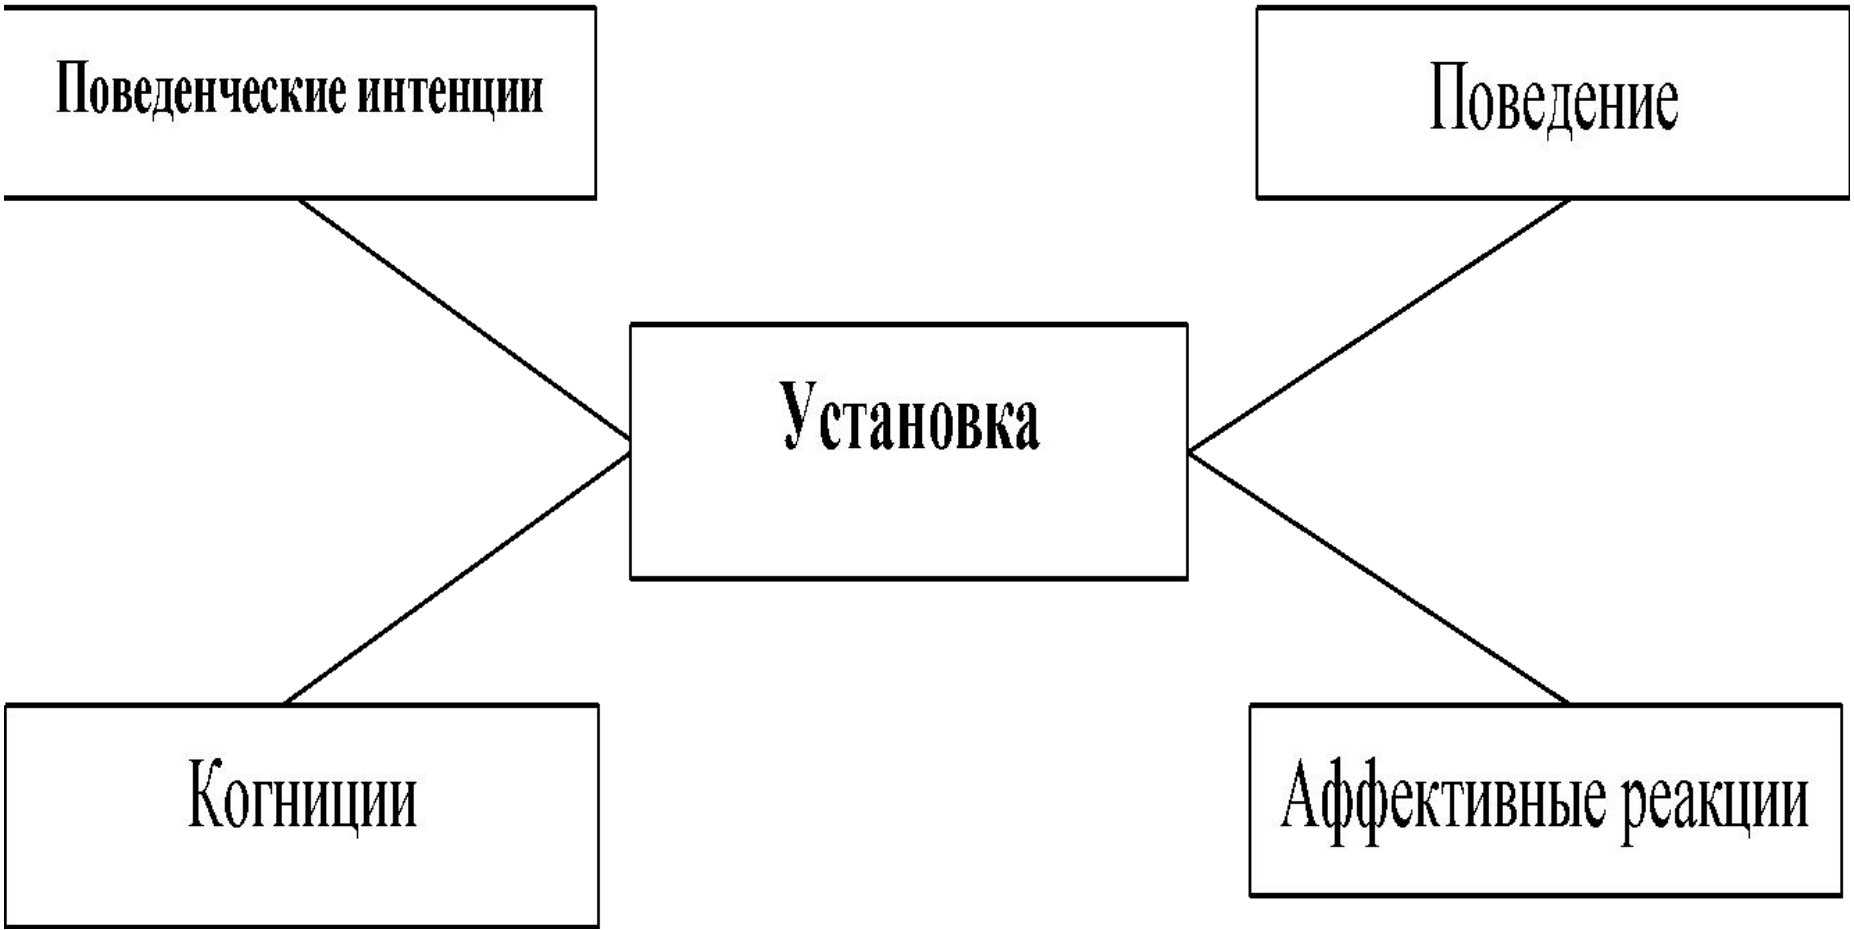 Поведенческие интенции
Поведение
Установка
Когниции
Аффективные реакции